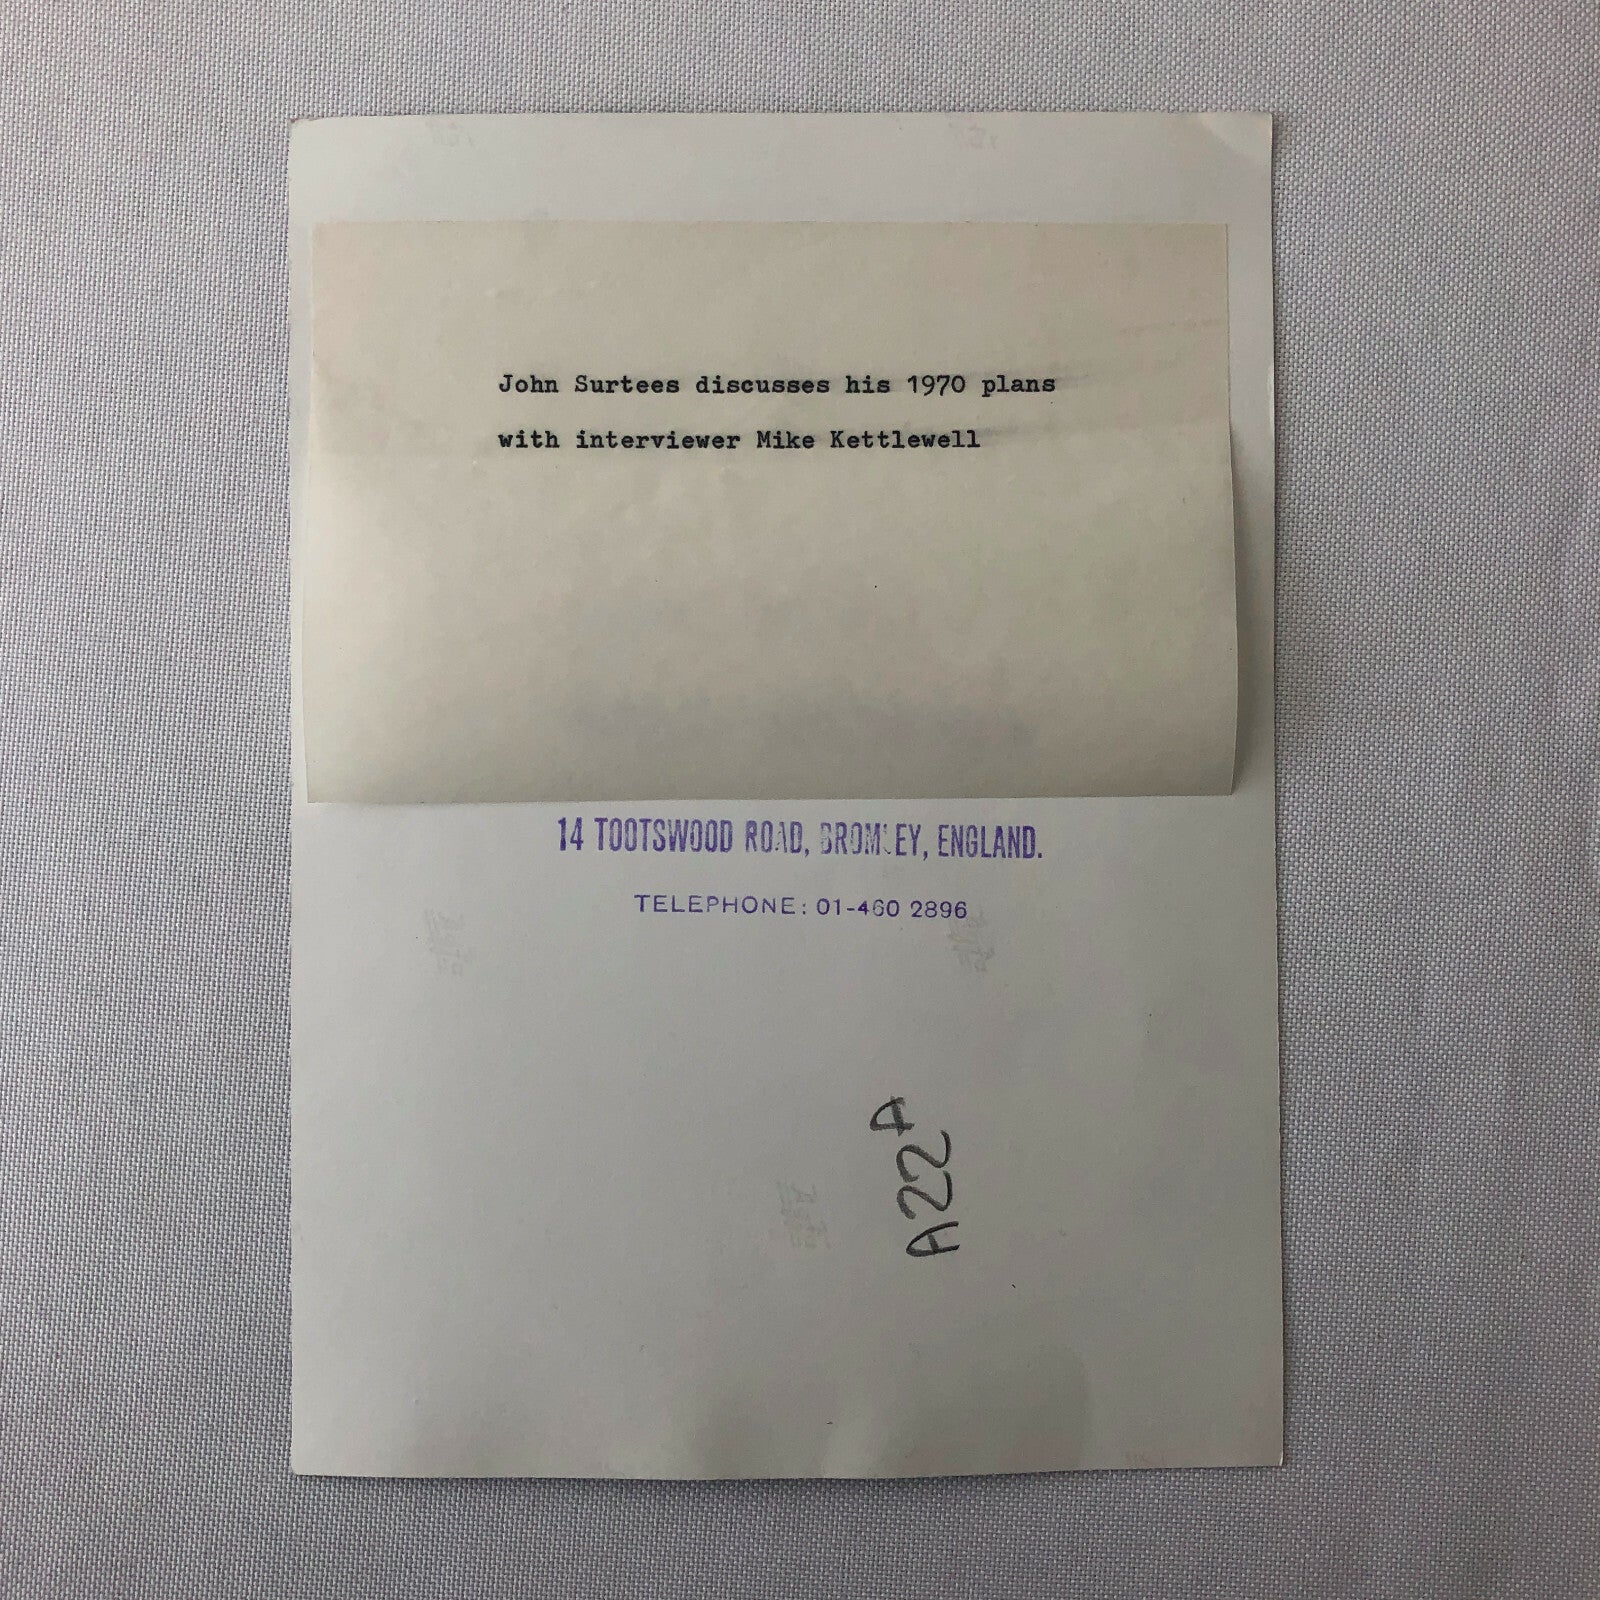 John Surtees discusses his 1970 plans
with interviewer Mike Kettlewell
14 TOOTSWOOD ROAD, BROMLEY, ENGLAND.
TELEPHONE: 01-460 2896
A22A